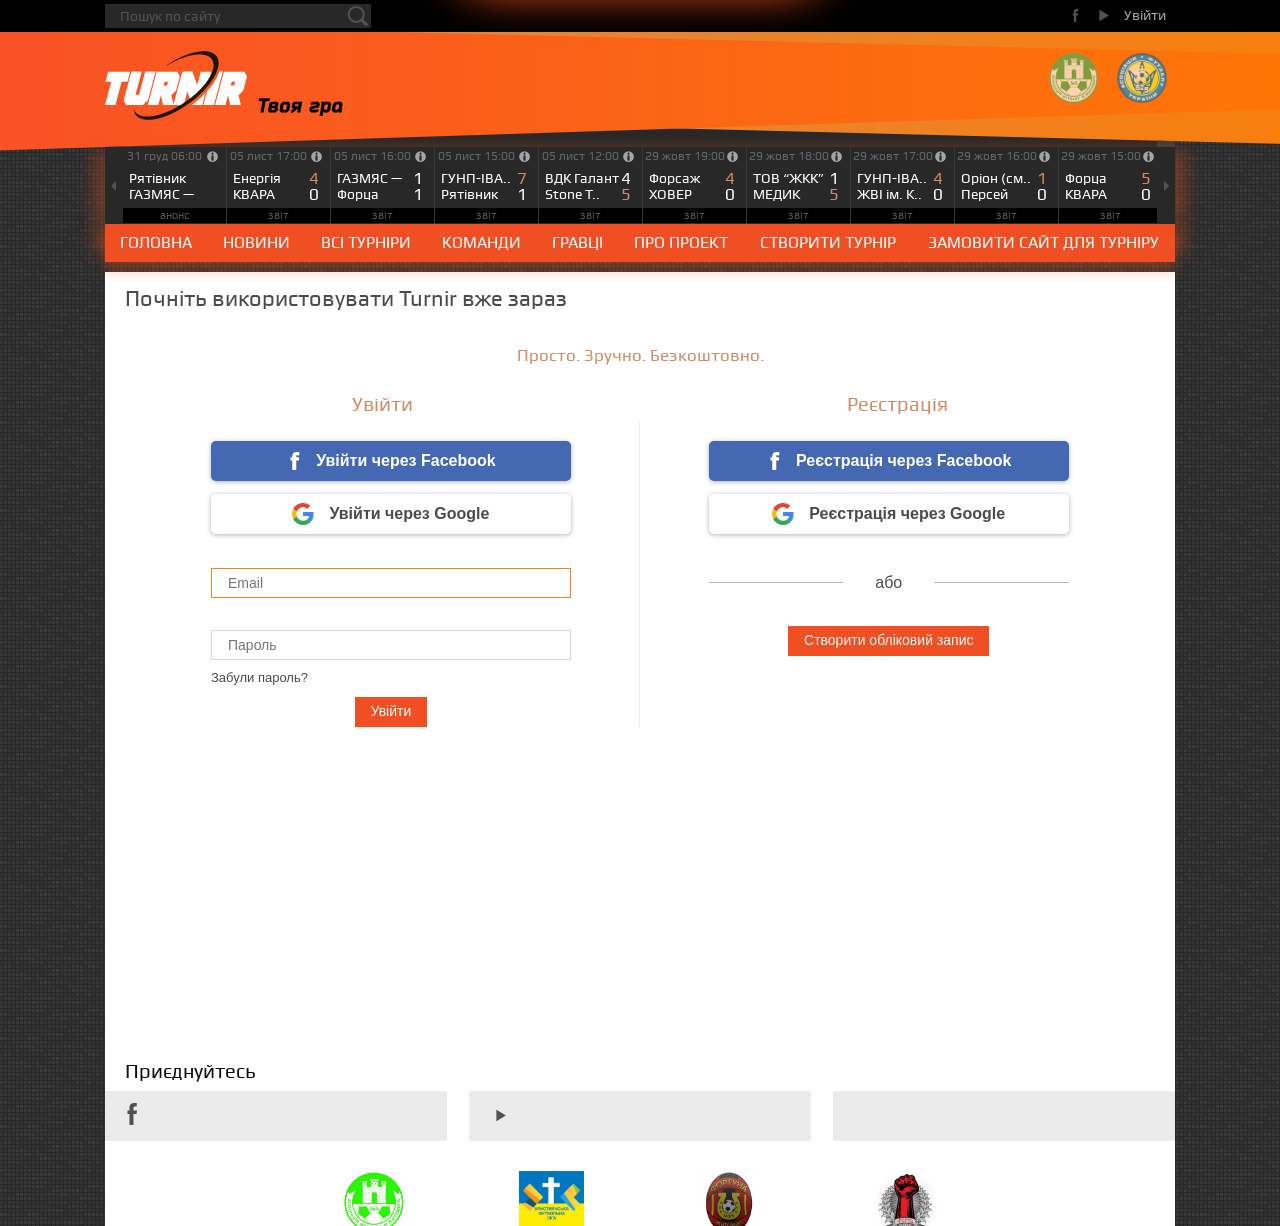 Пошук по сайту
Увійти
TURNIR Твоя гра
31 груд 06:00 05 лист 17:00 05 лист 16:00 05 лист 15:00 05 лист 12:00 29 жовт 19:00 29 жовт 18:00 29 жовт 17:00 29 жовт 16:00 29 жовт 15:00
Рятівник Енергія 4 ГАЗМЯС — 1 ГУНП-ІВА.. 7 ВДК Галант 4 Форсаж 4 ТОВ “ЖКК” 1 ГУНП-ІВА.. 4 Оріон (см.. 1 Форца 5
ГАЗМЯС — КВАРА 0 Форца 1 Рятівник 1 Stone T.. 5 ХОВЕР 0 МЕДИК 5 ЖВІ ім. К.. 0 Персей 0 КВАРА 0
анонс звіт звіт звіт звіт звіт звіт звіт звіт звіт
ГОЛОВНА НОВИНИ ВСІ ТУРНІРИ КОМАНДИ ГРАВЦІ ПРО ПРОЕКТ СТВОРИТИ ТУРНІР ЗАМОВИТИ САЙТ ДЛЯ ТУРНІРУ
Почніть використовувати Turnir вже зараз
Просто. Зручно. Безкоштовно.
Увійти
Увійти через Facebook
Увійти через Google
Email
Пароль
Забули пароль?
Увійти
Реєстрація
Реєстрація через Facebook
Реєстрація через Google
або
Створити обліковий запис
Приєднуйтесь
ХРИСТИЯНСЬКА
ФУТБОЛЬНА
ЛІГА
ФОРТУНА